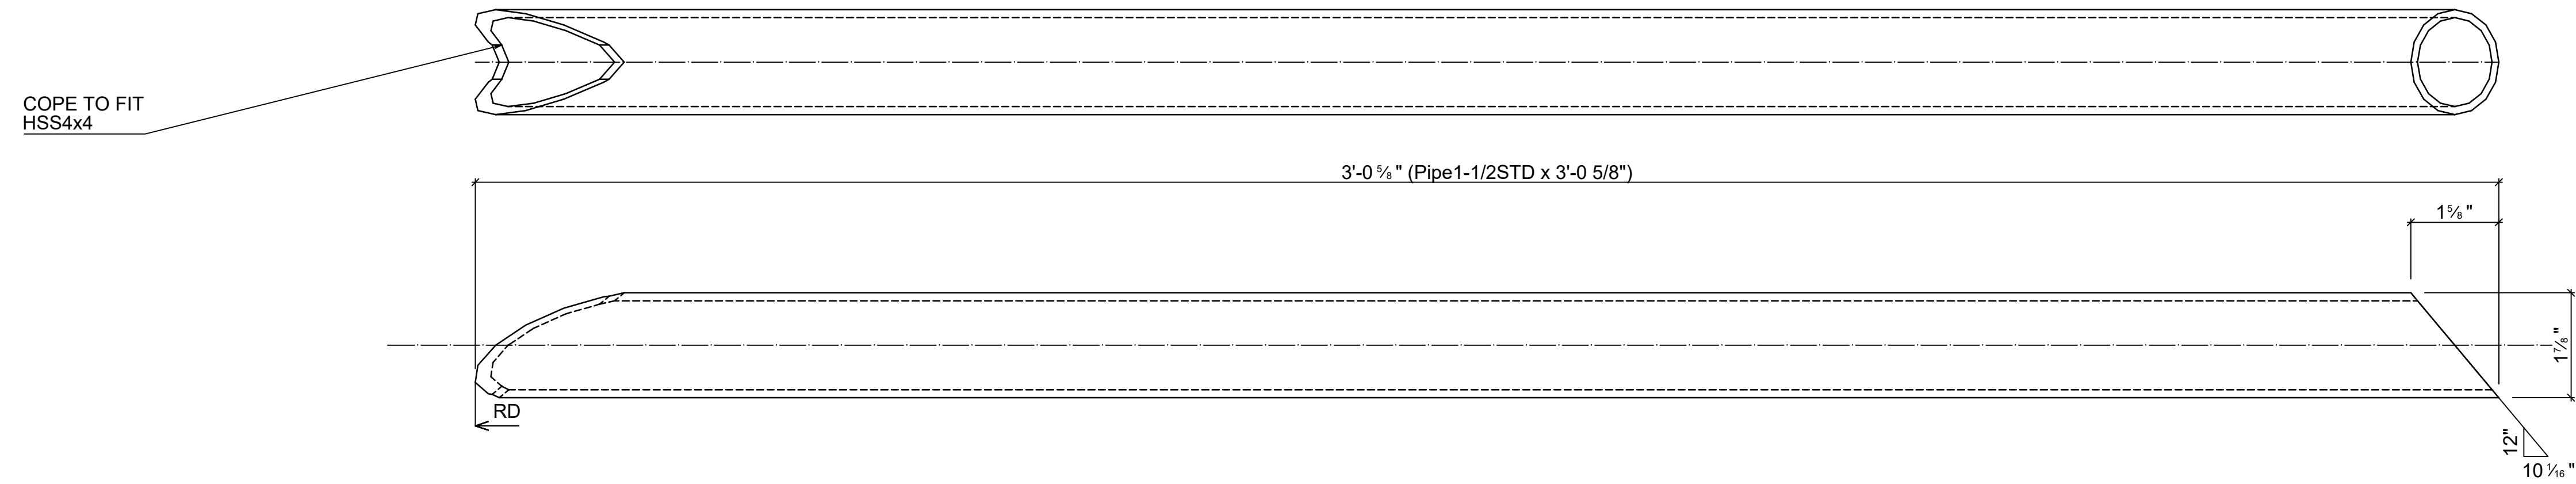 COPE TO FIT
HSS4x4
3'-0 5⁄8" (Pipe1-1/2STD x 3'-0 5/8")
1 5⁄8"
1 7⁄8"
RD
12"
10 1⁄16"